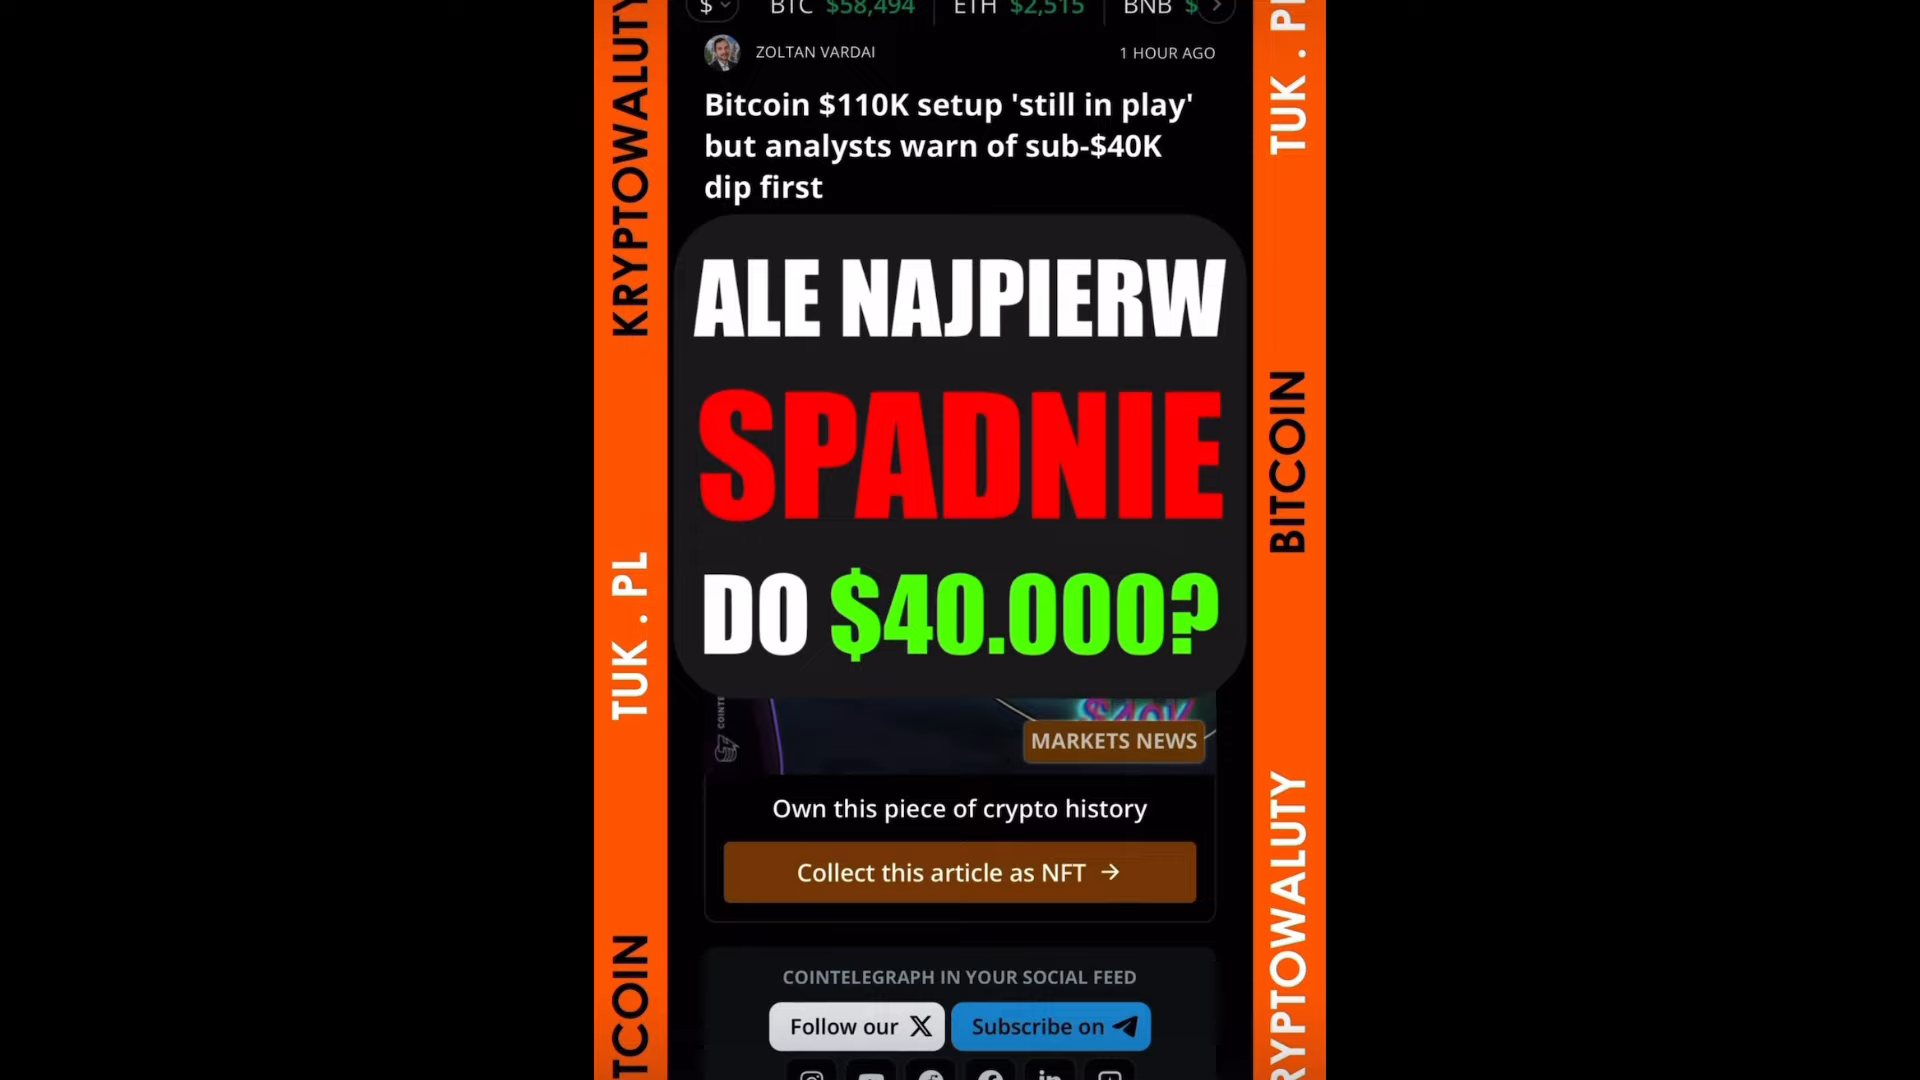 $ BTC $58,494 ETH $2,515 BNB $
ZOLTAN VARDAI 1 HOUR AGO
Bitcoin $110K setup 'still in play'
but analysts warn of sub-$40K
dip first
ALE NAJPIERW
SPADNIE
DO $40.000?
$40K
MARKETS NEWS
Own this piece of crypto history
Collect this article as NFT →
COINTELEGRAPH IN YOUR SOCIAL FEED
Follow our X
Subscribe on
KRYPTOWALUTY
TUK . PL
BITCOIN
TUK . PL
BITCOIN
KRYPTOWALUTY